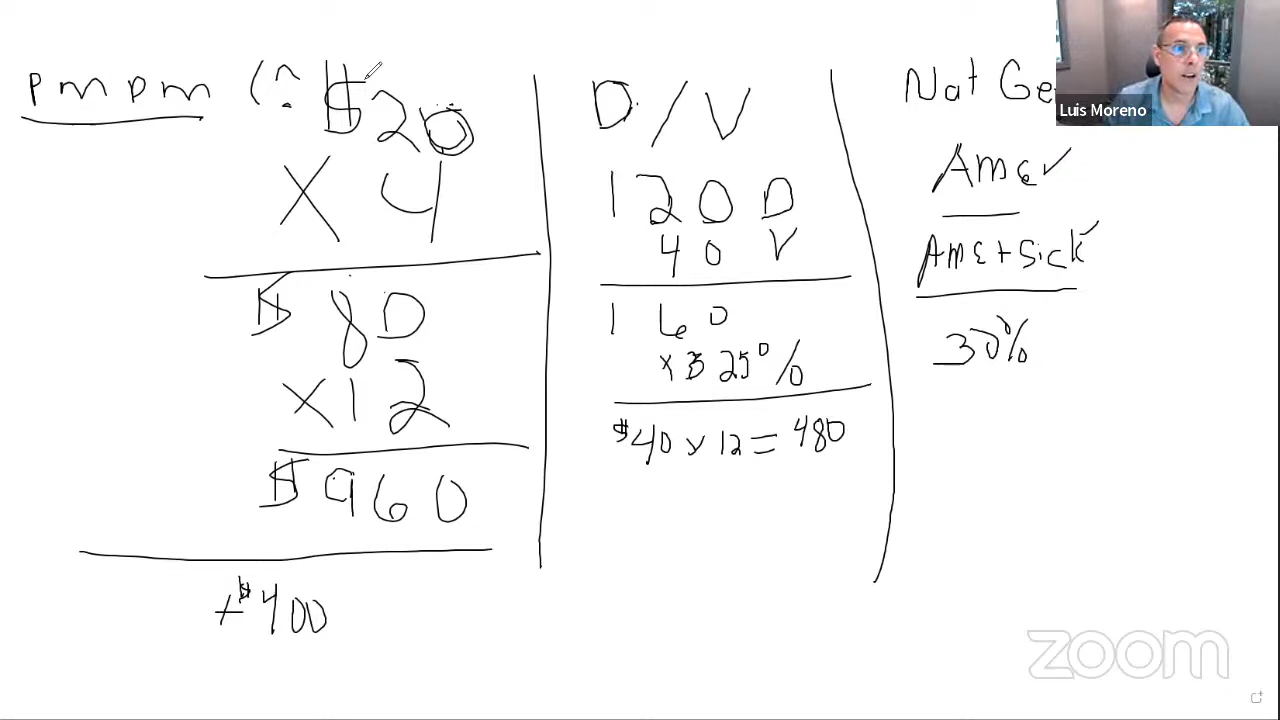 pmpm (? $20
x 4
$80
x12
$960
+$400
D/V
120 D
40 V
160
x 25%
$40 x 12 = 480
Nat Ge
AME✓
AME+Sick✓
30%
Luis Moreno
zoom